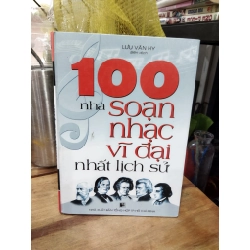 LƯU VĂN HY
100
nhà soạn
nhạc
vĩ đại
nhất lịch sử